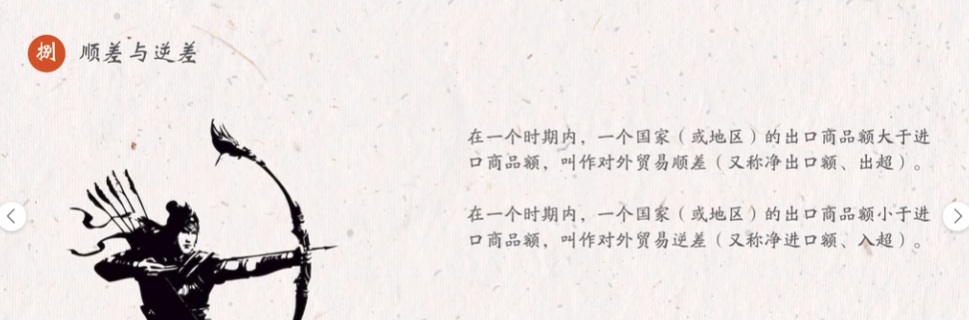 捌 顺差与逆差
在一个时期内，一个国家（或地区）的出口商品额大于进
口商品额，叫作对外贸易顺差（又称净出口额、出超）。
在一个时期内，一个国家（或地区）的出口商品额小于进
口商品额，叫作对外贸易逆差（又称净进口额、入超）。